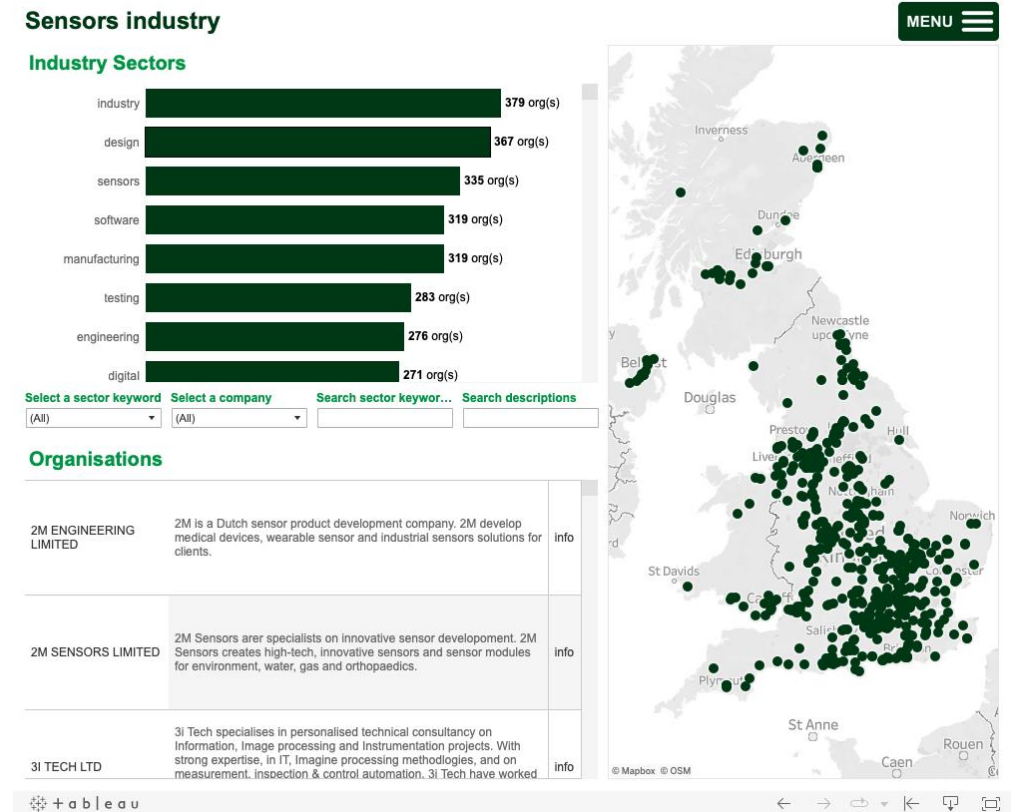 Sensors industry
MENU
Industry Sectors
industry
379 org(s)
design
367 org(s)
sensors
335 org(s)
software
319 org(s)
manufacturing
319 org(s)
testing
283 org(s)
engineering
276 org(s)
digital
271 org(s)
Select a sector keyword
Select a company
Search sector keywor...
Search descriptions
(All)
(All)
Organisations
2M ENGINEERING
LIMITED
2M is a Dutch sensor product development company. 2M develop
medical devices, wearable sensor and industrial sensors solutions for
clients.
info
2M SENSORS LIMITED
2M Sensors arer specialists on innovative sensor developoment. 2M
Sensors creates high-tech, innovative sensors and sensor modules
for environment, water, gas and orthopaedics.
info
3I TECH LTD
3i Tech specialises in personalised technical consultancy on
Information, Image processing and Instrumentation projects. With
strong expertise, in IT, Imagine processing methodlogies, and on
measurement, inspection & control automation. 3i Tech have worked
info
Inverness
Aberdeen
Dundee
Edinburgh
Newcastle
Douglas
Hull
Norwich
St Davids
St Anne
Rouen
Caen
© Mapbox © OSM
+ a b | e a u